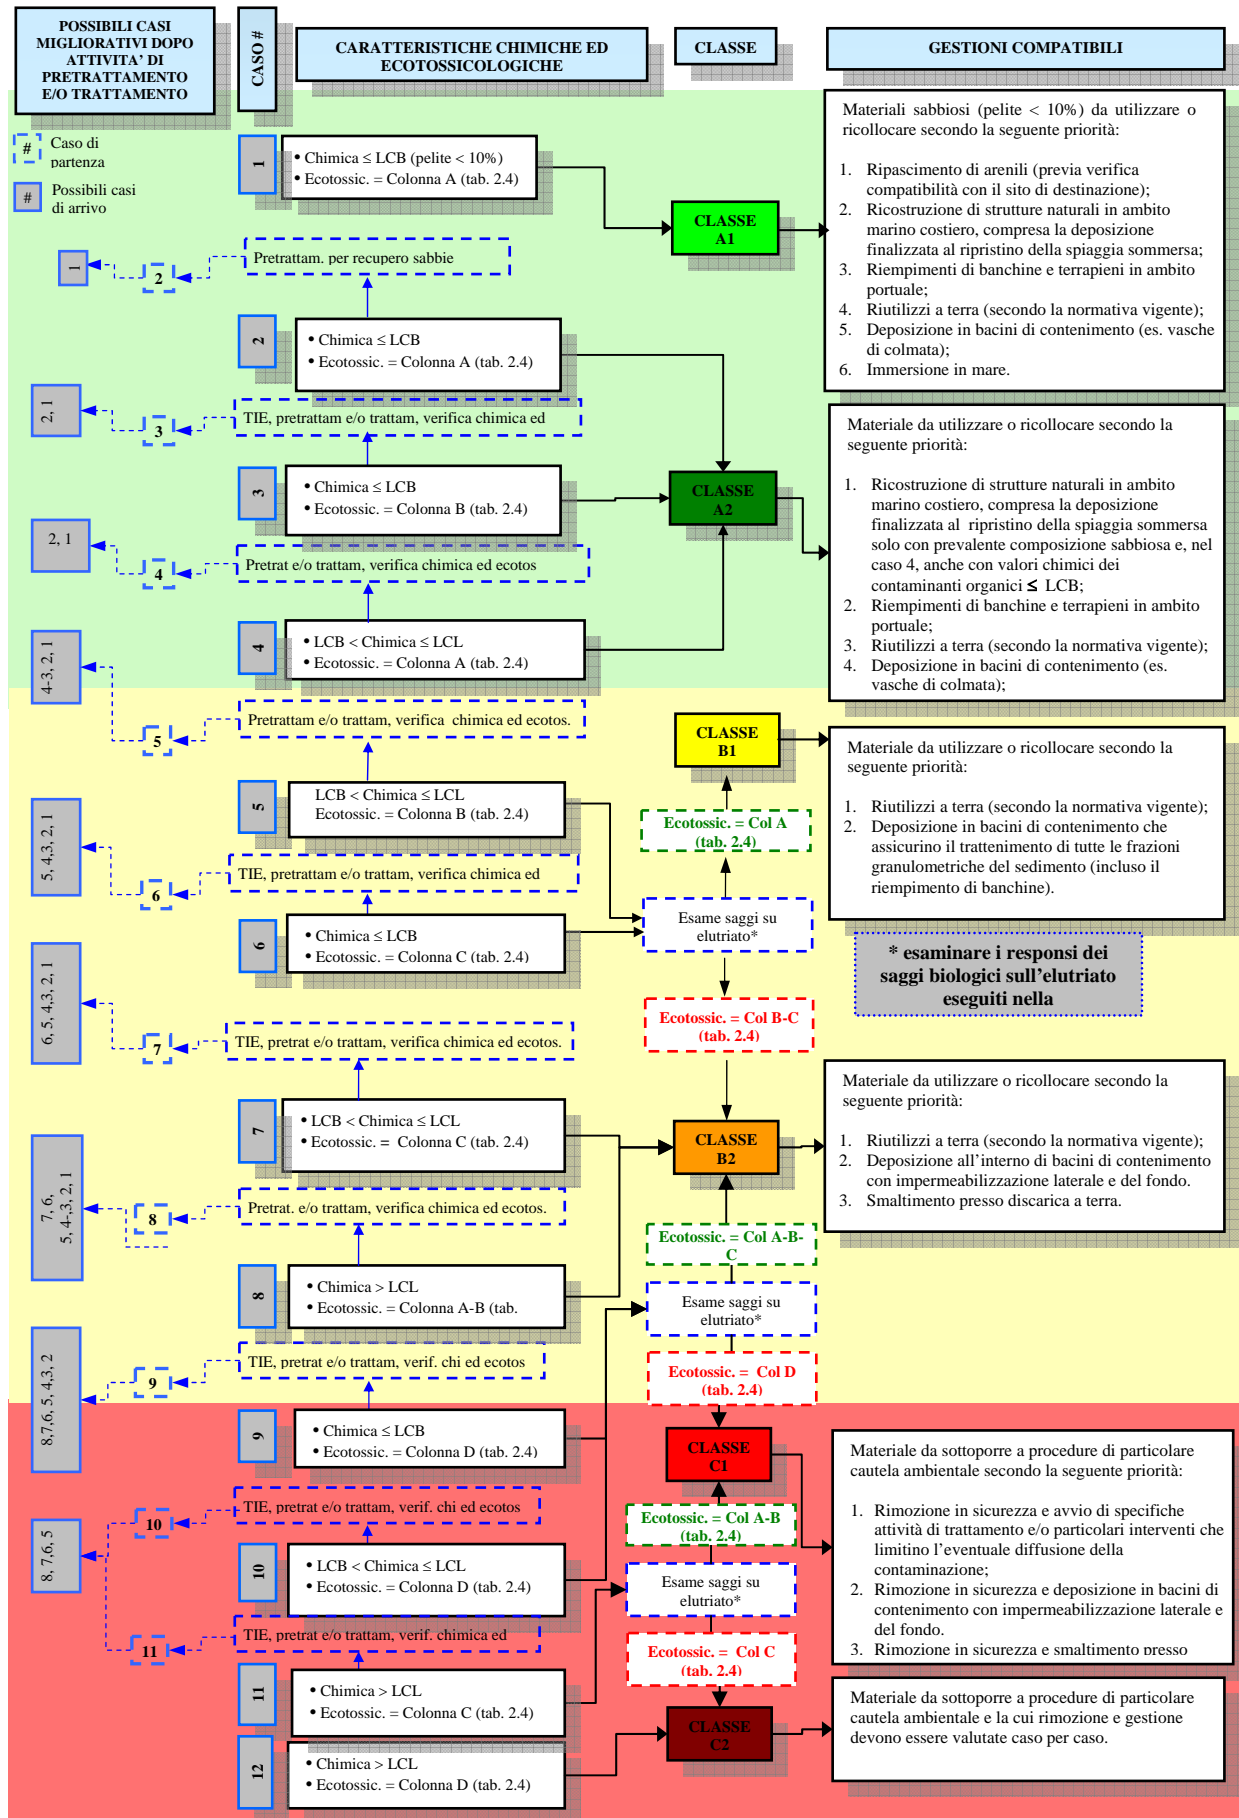 POSSIBILI CASI
MIGLIORATIVI DOPO
ATTIVITA' DI
PRETRATTAMENTO
E/O TRATTAMENTO
CASO #
CARATTERISTICHE CHIMICHE ED
ECOTOSSICOLOGICHE
CLASSE
GESTIONI COMPATIBILI
# Caso di
partenza
# Possibili casi
di arrivo
1
• Chimica ≤ LCB (pelite < 10%)
• Ecotossic. = Colonna A (tab. 2.4)
CLASSE
A1
Materiali sabbiosi (pelite < 10%) da utilizzare o
ricollocare secondo la seguente priorità:
1. Ripascimento di arenili (previa verifica
compatibilità con il sito di destinazione);
2. Ricostruzione di strutture naturali in ambito
marino costiero, compresa la deposizione
finalizzata al ripristino della spiaggia sommersa;
3. Riempimenti di banchine e terrapieni in ambito
portuale;
4. Riutilizzi a terra (secondo la normativa vigente);
5. Deposizione in bacini di contenimento (es. vasche
di colmata);
6. Immersione in mare.
1
2
Pretrattam. per recupero sabbie
2
• Chimica ≤ LCB
• Ecotossic. = Colonna A (tab. 2.4)
2, 1
3
TIE, pretrattam e/o trattam, verifica chimica ed
3
• Chimica ≤ LCB
• Ecotossic. = Colonna B (tab. 2.4)
CLASSE
A2
Materiale da utilizzare o ricollocare secondo la
seguente priorità:
1. Ricostruzione di strutture naturali in ambito
marino costiero, compresa la deposizione
finalizzata al ripristino della spiaggia sommersa
solo con prevalente composizione sabbiosa e, nel
caso 4, anche con valori chimici dei
contaminanti organici ≤ LCB;
2. Riempimenti di banchine e terrapieni in ambito
portuale;
3. Riutilizzi a terra (secondo la normativa vigente);
4. Deposizione in bacini di contenimento (es.
vasche di colmata);
2, 1
4
Pretrat e/o trattam, verifica chimica ed ecotos
4
• LCB < Chimica ≤ LCL
• Ecotossic. = Colonna A (tab. 2.4)
4-3, 2, 1
5
Pretrattam e/o trattam, verifica chimica ed ecotos.
5
LCB < Chimica ≤ LCL
Ecotossic. = Colonna B (tab. 2.4)
CLASSE
B1
Materiale da utilizzare o ricollocare secondo la
seguente priorità:
1. Riutilizzi a terra (secondo la normativa vigente);
2. Deposizione in bacini di contenimento che
assicurino il trattenimento di tutte le frazioni
granulometriche del sedimento (incluso il
riempimento di banchine).
Ecotossic. = Col A
(tab. 2.4)
5, 4,3, 2, 1
6
TIE, pretrattam e/o trattam, verifica chimica ed
6
• Chimica ≤ LCB
• Ecotossic. = Colonna C (tab. 2.4)
Esame saggi su
elutriato*
* esaminare i responsi dei
saggi biologici sull'elutriato
eseguiti nella
Ecotossic. = Col B-C
(tab. 2.4)
6, 5, 4,3, 2, 1
7
TIE, pretrat e/o trattam, verifica chimica ed ecotos.
7
• LCB < Chimica ≤ LCL
• Ecotossic. = Colonna C (tab. 2.4)
CLASSE
B2
Materiale da utilizzare o ricollocare secondo la
seguente priorità:
1. Riutilizzi a terra (secondo la normativa vigente);
2. Deposizione all'interno di bacini di contenimento
con impermeabilizzazione laterale e del fondo.
3. Smaltimento presso discarica a terra.
7, 6,
5, 4-,3, 2, 1
8
Pretrat. e/o trattam, verifica chimica ed ecotos.
Ecotossic. = Col A-B-
C
8
• Chimica > LCL
• Ecotossic. = Colonna A-B (tab.
Esame saggi su
elutriato*
Ecotossic. = Col D
(tab. 2.4)
8,7,6, 5, 4,3, 2
9
TIE, pretrat e/o trattam, verif. chi ed ecotos
9
• Chimica ≤ LCB
• Ecotossic. = Colonna D (tab. 2.4)
CLASSE
C1
Materiale da sottoporre a procedure di particolare
cautela ambientale secondo la seguente priorità:
1. Rimozione in sicurezza e avvio di specifiche
attività di trattamento e/o particolari interventi che
limitino l'eventuale diffusione della
contaminazione;
2. Rimozione in sicurezza e deposizione in bacini di
contenimento con impermeabilizzazione laterale e
del fondo.
3. Rimozione in sicurezza e smaltimento presso
8, 7,6, 5
10
TIE, pretrat e/o trattam, verif. chi ed ecotos
Ecotossic. = Col A-B
(tab. 2.4)
10
• LCB < Chimica ≤ LCL
• Ecotossic. = Colonna D (tab. 2.4)
Esame saggi su
elutriato*
11
TIE, pretrat e/o trattam, verif. chimica ed
Ecotossic. = Col C
(tab. 2.4)
11
• Chimica > LCL
• Ecotossic. = Colonna C (tab. 2.4)
CLASSE
C2
Materiale da sottoporre a procedure di particolare
cautela ambientale e la cui rimozione e gestione
devono essere valutate caso per caso.
12
• Chimica > LCL
• Ecotossic. = Colonna D (tab. 2.4)